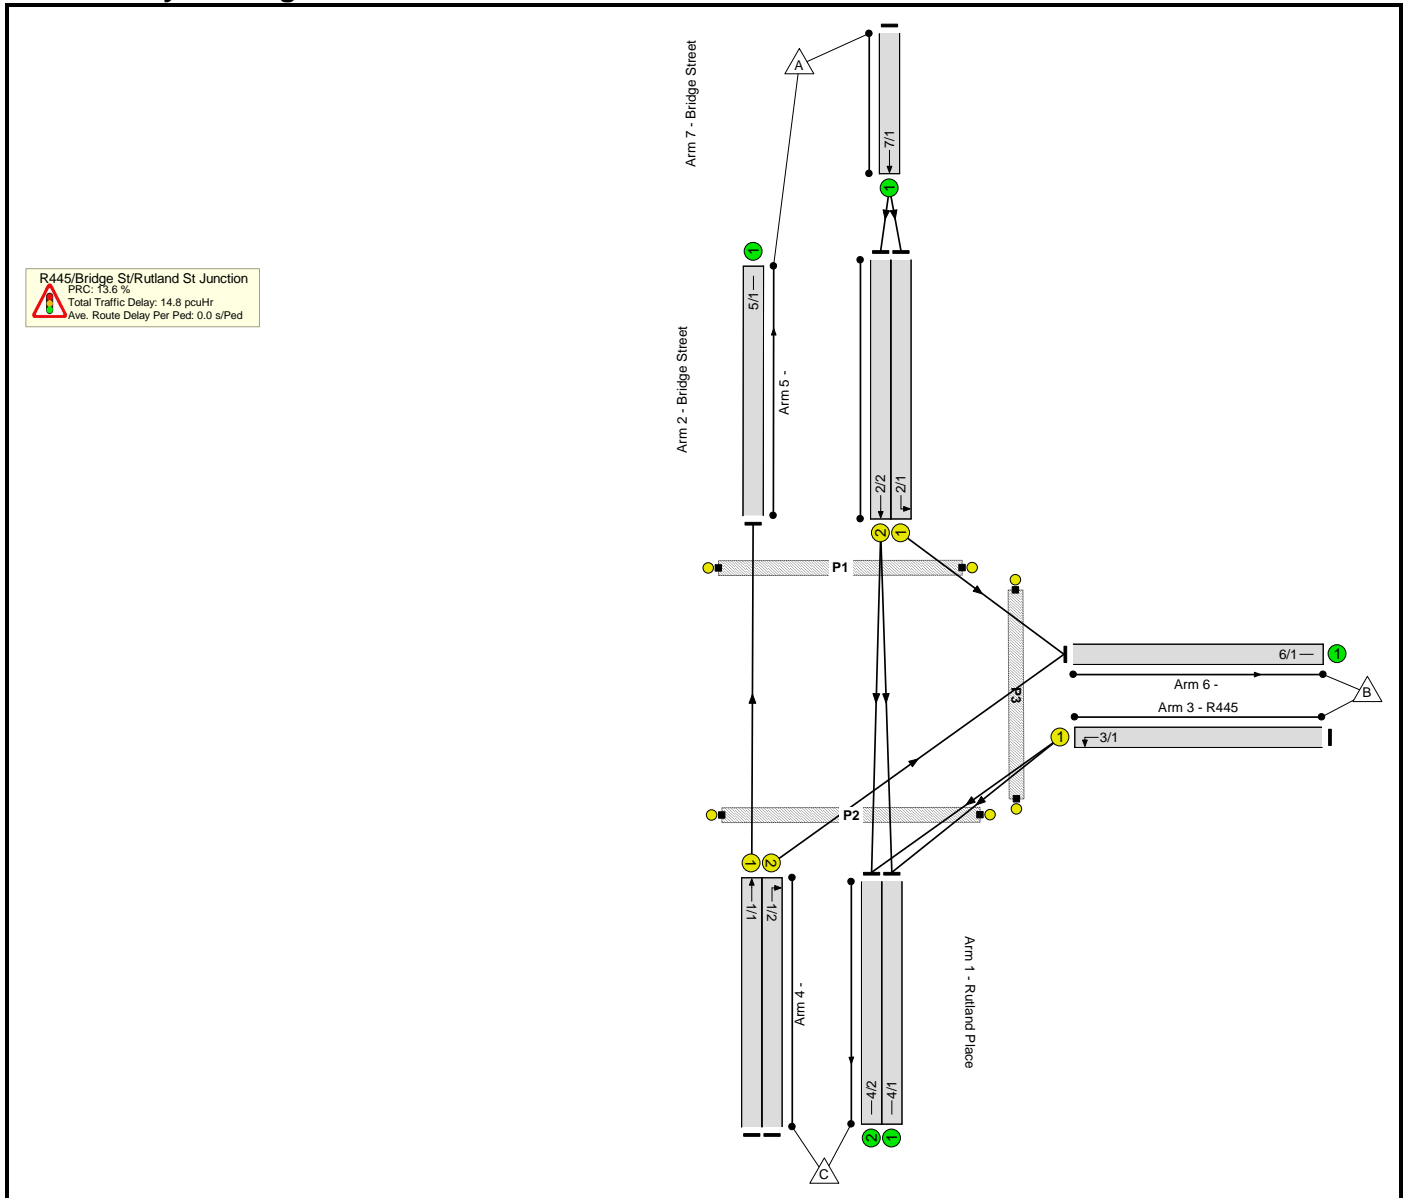 Arm 7 - Bridge Street
A
7/1
1
1
R445/Bridge St/Rutland St Junction
PRC: 13.6 %
Total Traffic Delay: 14.8 pcuHr
Ave. Route Delay Per Ped: 0.0 s/Ped
5/1
Arm 2 - Bridge Street
Arm 5 -
2/2
2/1
2
1
P1
P3
6/1
1
Arm 6 -
B
Arm 3 - R445
1
3/1
P2
1
2
1/1
1/2
Arm 4 -
Arm 1 - Rutland Place
4/2
4/1
2
1
C